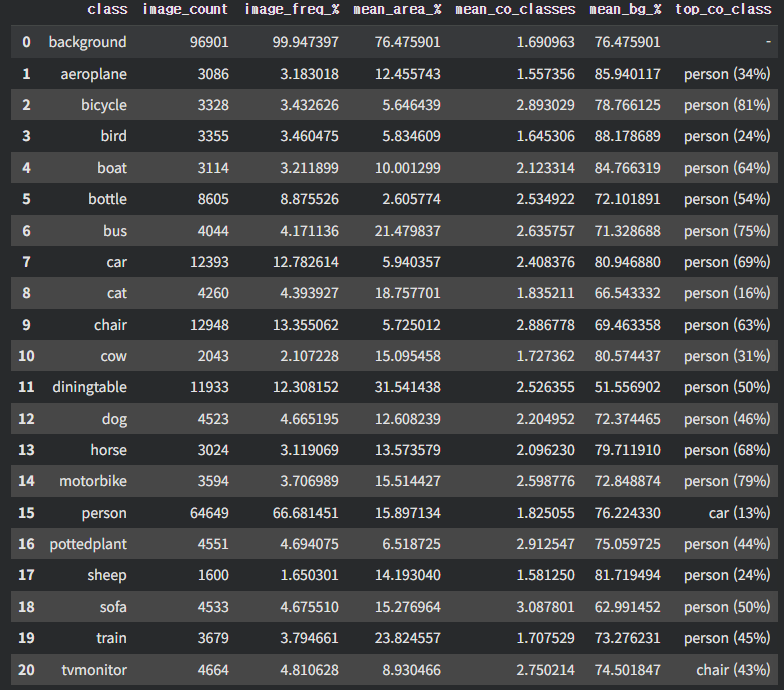 class image_count image_freq_% mean_area_% mean_co_classes mean_bg_% top_co_class
0 background 96901 99.947397 76.475901 1.690963 76.475901 -
1 aeroplane 3086 3.183018 12.455743 1.557356 85.940117 person (34%)
2 bicycle 3328 3.432626 5.646439 2.893029 78.766125 person (81%)
3 bird 3355 3.460475 5.834609 1.645306 88.178689 person (24%)
4 boat 3114 3.211899 10.001299 2.123314 84.766319 person (64%)
5 bottle 8605 8.875526 2.605774 2.534922 72.101891 person (54%)
6 bus 4044 4.171136 21.479837 2.635757 71.328688 person (75%)
7 car 12393 12.782614 5.940357 2.408376 80.946880 person (69%)
8 cat 4260 4.393927 18.757701 1.835211 66.543332 person (16%)
9 chair 12948 13.355062 5.725012 2.886778 69.463358 person (63%)
10 cow 2043 2.107228 15.095458 1.727362 80.574437 person (31%)
11 diningtable 11933 12.308152 31.541438 2.526355 51.556902 person (50%)
12 dog 4523 4.665195 12.608239 2.204952 72.374465 person (46%)
13 horse 3024 3.119069 13.573579 2.096230 79.711910 person (68%)
14 motorbike 3594 3.706989 15.514427 2.598776 72.848874 person (79%)
15 person 64649 66.681451 15.897134 1.825055 76.224330 car (13%)
16 pottedplant 4551 4.694075 6.518725 2.912547 75.059725 person (44%)
17 sheep 1600 1.650301 14.193040 1.581250 81.719494 person (24%)
18 sofa 4533 4.675510 15.276964 3.087801 62.991452 person (50%)
19 train 3679 3.794661 23.824557 1.707529 73.276231 person (45%)
20 tvmonitor 4664 4.810628 8.930466 2.750214 74.501847 chair (43%)